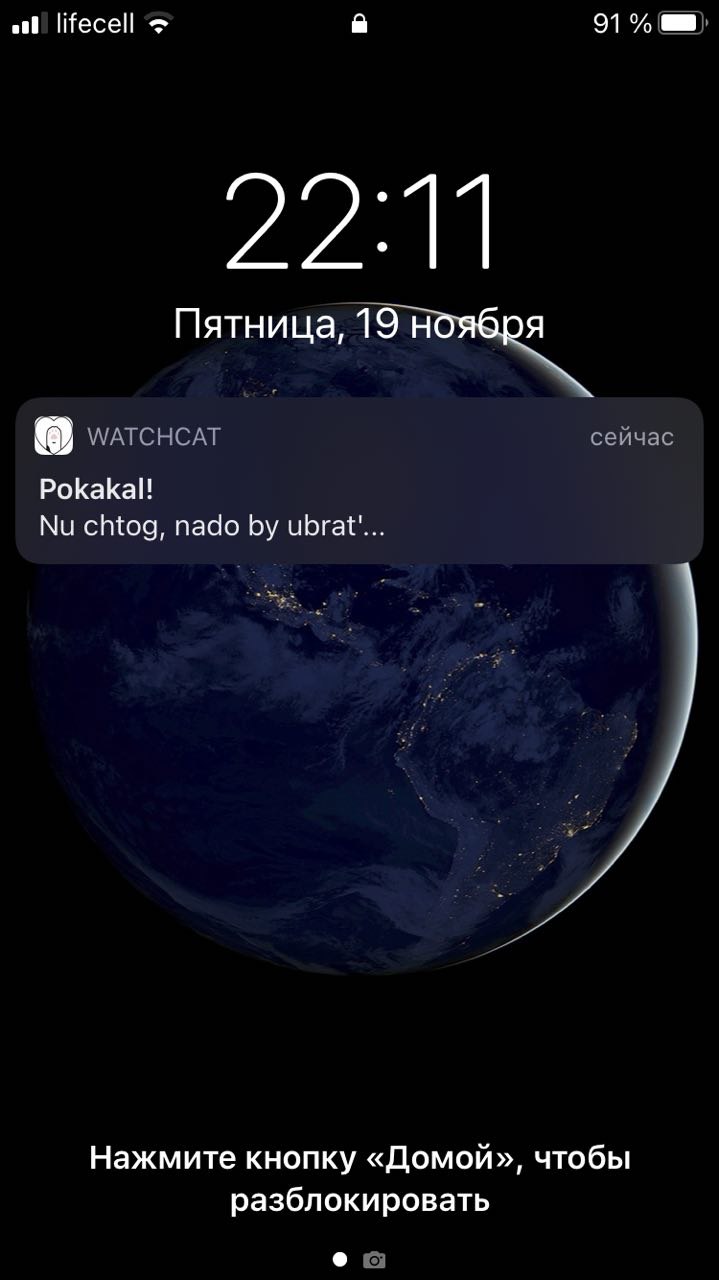 lifecell
91 %
22:11
Пятница, 19 ноября
WATCHCAT
сейчас
Pokakal!
Nu chtog, nado by ubrat'...
Нажмите кнопку «Домой», чтобы
разблокировать